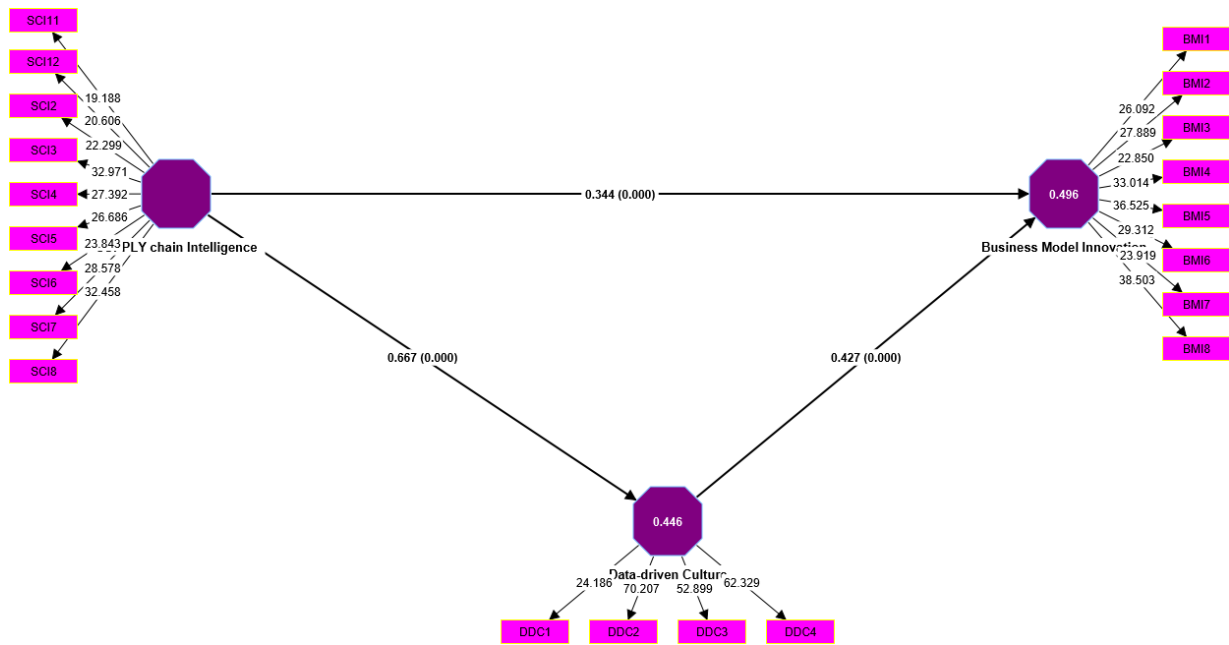 SCI11
SCI12
SCI2
SCI3
SCI4
SCI5
SCI6
SCI7
SCI8
19.188
20.606
22.299
32.971
27.392
26.686
23.843
28.578
32.458
PLY chain Intelligence
0.344 (0.000)
0.667 (0.000)
0.427 (0.000)
0.496
Business Model Innovation
26.092
27.889
22.850
33.014
36.525
29.312
23.919
38.503
BMI1
BMI2
BMI3
BMI4
BMI5
BMI6
BMI7
BMI8
0.446
Data-driven Culture
24.186
70.207
52.899
62.329
DDC1
DDC2
DDC3
DDC4